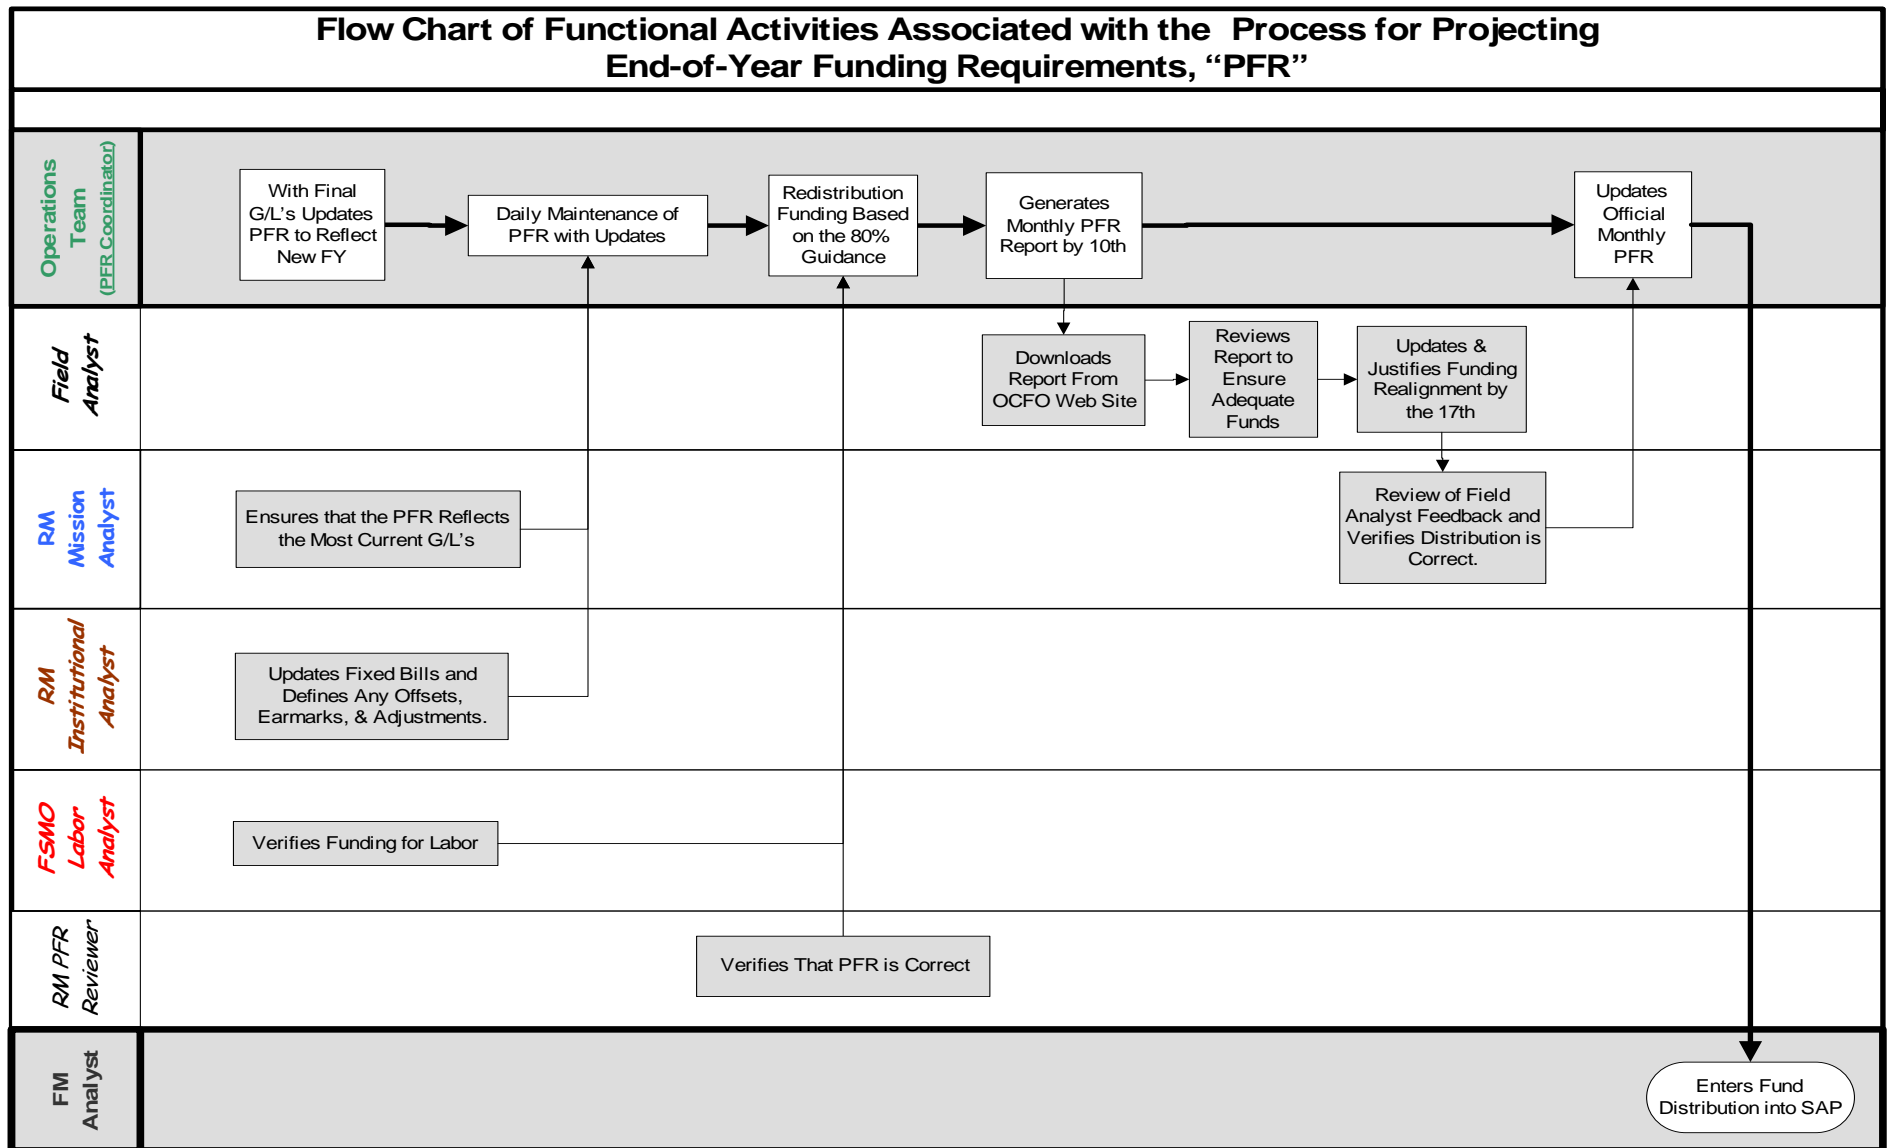 Flow Chart of Functional Activities Associated with the Process for Projecting
End-of-Year Funding Requirements, “PFR”
Operations
Team
(PFR Coordinator)
With Final
G/L's Updates
PFR to Reflect
New FY
Daily Maintenance of
PFR with Updates
Redistribution
Funding Based
on the 80%
Guidance
Generates
Monthly PFR
Report by 10th
Updates
Official
Monthly
PFR
Field
Analyst
Downloads
Report From
OCFO Web Site
Reviews
Report to
Ensure
Adequate
Funds
Updates &
Justifies Funding
Realignment by
the 17th
RM
Mission
Analyst
Ensures that the PFR Reflects
the Most Current G/L's
Review of Field
Analyst Feedback and
Verifies Distribution is
Correct.
RM
Institutional
Analyst
Updates Fixed Bills and
Defines Any Offsets,
Earmarks, & Adjustments.
FSMO
Labor
Analyst
Verifies Funding for Labor
RM PFR
Reviewer
Verifies That PFR is Correct
FM
Analyst
Enters Fund
Distribution into SAP